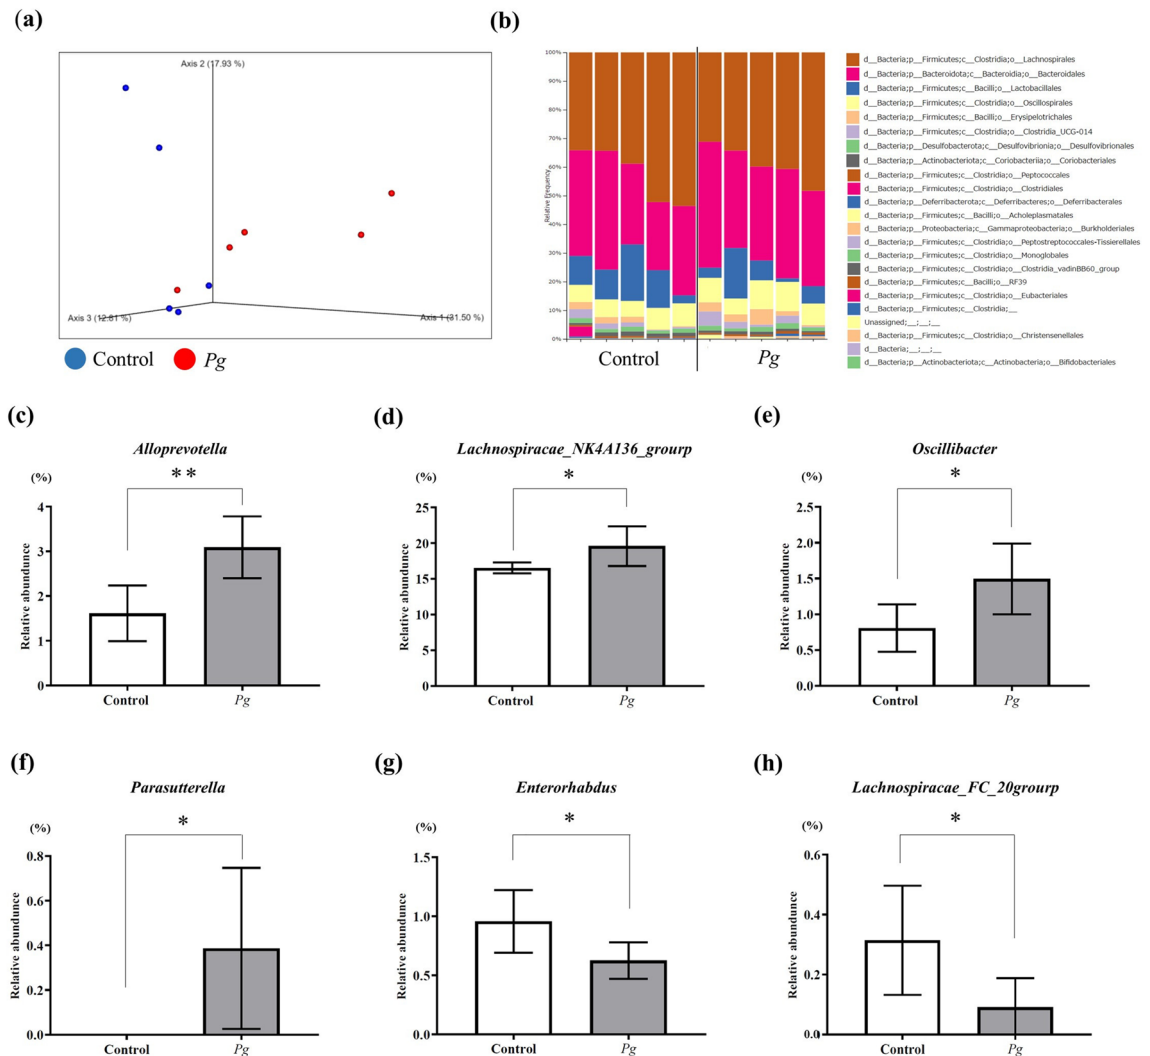 (a)
Axis 2 (17.93 %)
Axis 3 (12.81 %)
Axis 1 (31.50 %)
Control
Pg
(b)
Relative Frequency
100%
90%
80%
70%
60%
50%
40%
30%
20%
10%
0%
Control
Pg
d__Bacteria;p__Firmicutes;c__Clostridia;o__Lachnospirales
d__Bacteria;p__Bacteroidota;c__Bacteroidia;o__Bacteroidales
d__Bacteria;p__Firmicutes;c__Bacilli;o__Lactobacillales
d__Bacteria;p__Firmicutes;c__Clostridia;o__Oscillospirales
d__Bacteria;p__Firmicutes;c__Bacilli;o__Erysipelotrichales
d__Bacteria;p__Firmicutes;c__Clostridia;o__Clostridia_UCG-014
d__Bacteria;p__Desulfobacterota;c__Desulfovibrionia;o__Desulfovibrionales
d__Bacteria;p__Actinobacteriota;c__Coriobacteriia;o__Coriobacteriales
d__Bacteria;p__Firmicutes;c__Clostridia;o__Peptococcales
d__Bacteria;p__Firmicutes;c__Clostridia;o__Clostridiales
d__Bacteria;p__Deferribacterota;c__Deferribacteres;o__Deferribacterales
d__Bacteria;p__Firmicutes;c__Bacilli;o__Acholeplasmatales
d__Bacteria;p__Proteobacteria;c__Gammaproteobacteria;o__Burkholderiales
d__Bacteria;p__Firmicutes;c__Clostridia;o__Peptostreptococcales-Tissierellales
d__Bacteria;p__Firmicutes;c__Clostridia;o__Monoglobales
d__Bacteria;p__Firmicutes;c__Clostridia;o__Clostridia_vadinBB60_group
d__Bacteria;p__Firmicutes;c__Bacilli;o__RF39
d__Bacteria;p__Firmicutes;c__Clostridia;o__Eubacteriales
d__Bacteria;p__Firmicutes;c__Clostridia;__
Unassigned;__;__;__
d__Bacteria;p__Firmicutes;c__Clostridia;o__Christensenellales
d__Bacteria;__;__;__
d__Bacteria;p__Actinobacteriota;c__Actinobacteria;o__Bifidobacteriales
(c)
Alloprevotella
(%)
**
Relative abundunce
4
3
2
1
0
Control
Pg
(d)
Lachnospiracae_NK4A136_grourp
(%)
*
Relative abundunce
25
20
15
10
5
0
Control
Pg
(e)
Oscillibacter
(%)
*
Relative abundunce
2.5
2.0
1.5
1.0
0.5
0.0
Control
Pg
(f)
Parasutterella
(%)
*
Relative abundunce
0.8
0.6
0.4
0.2
0.0
Control
Pg
(g)
Enterorhabdus
(%)
*
Relative abundunce
1.5
1.0
0.5
0.0
Control
Pg
(h)
Lachnospiracae_FC_20grourp
(%)
*
Relative abundunce
0.6
0.4
0.2
0.0
Control
Pg